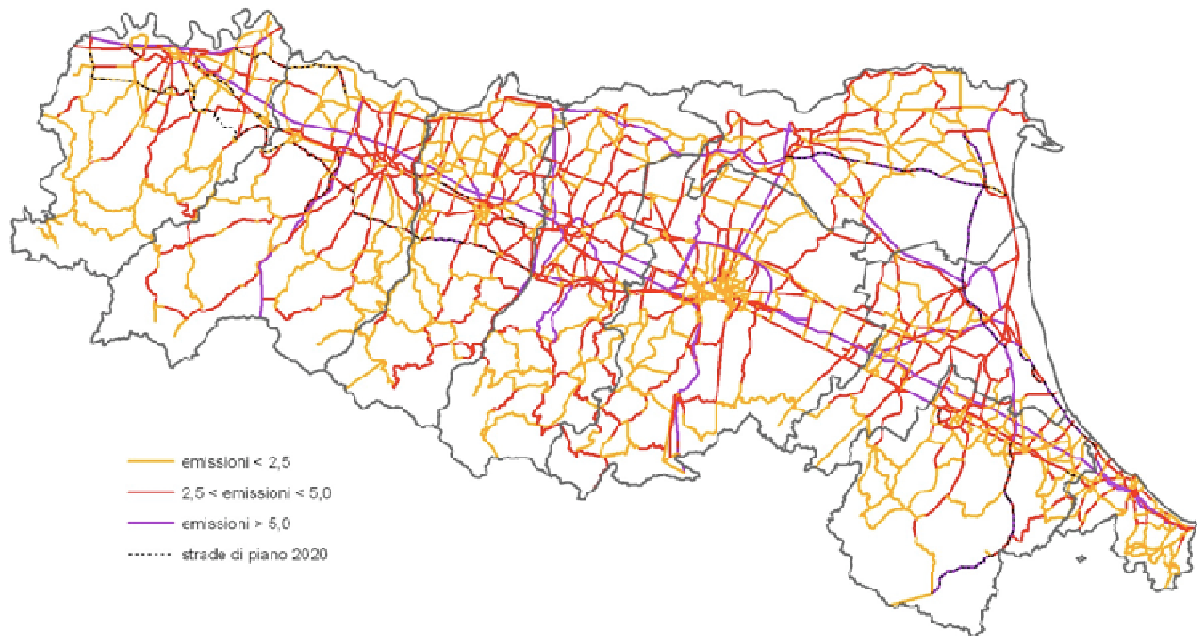 emissioni < 2,5
2,5 < emissioni < 5,0
emissioni > 5,0
strade di piano 2020